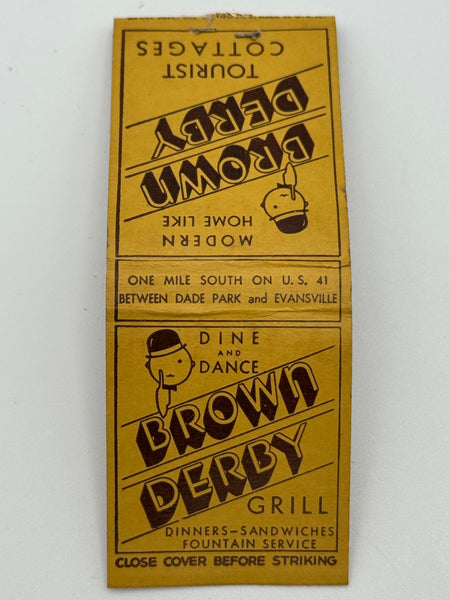 TOURIST
COTTAGES
BROWN
DERBY
MODERN
HOME LIKE
ONE MILE SOUTH ON U. S. 41
BETWEEN DADE PARK and EVANSVILLE
DINE
AND
DANCE
BROWN
DERBY
GRILL
DINNERS–SANDWICHES
FOUNTAIN SERVICE
CLOSE COVER BEFORE STRIKING